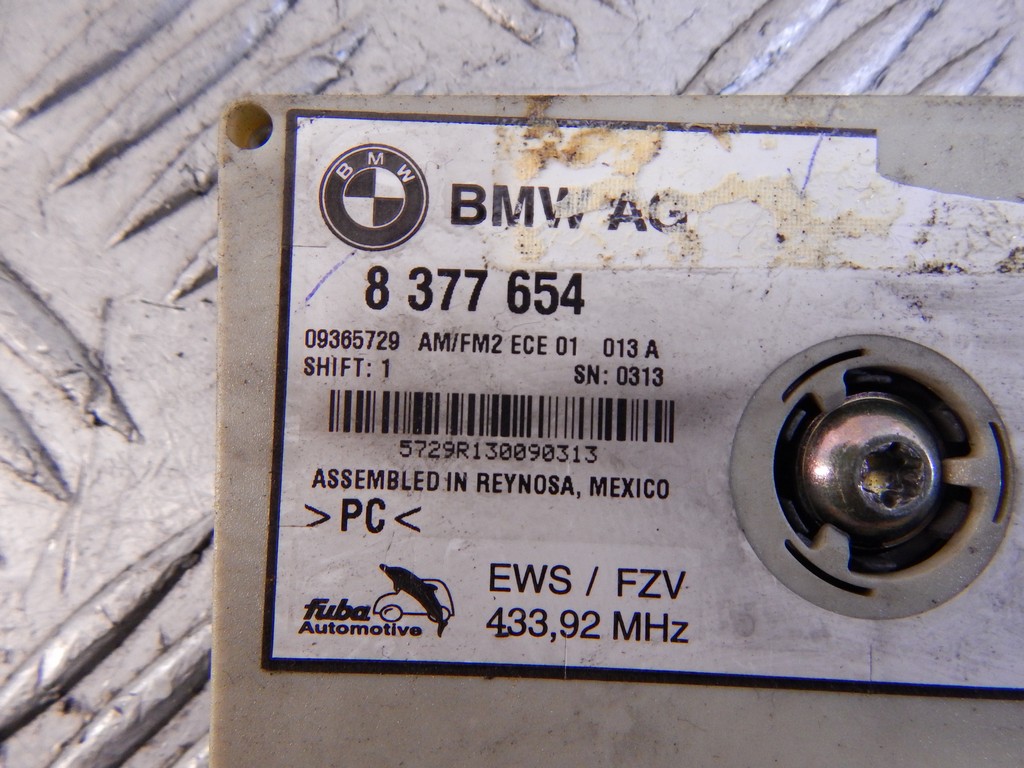 BMW
BMW AG
8 377 654
09365729 AM/FM2 ECE 01 013 A
SHIFT: 1 SN: 0313
5729R130090313
ASSEMBLED IN REYNOSA, MEXICO
>PC<
fuba
Automotive
EWS / FZV
433,92 MHz